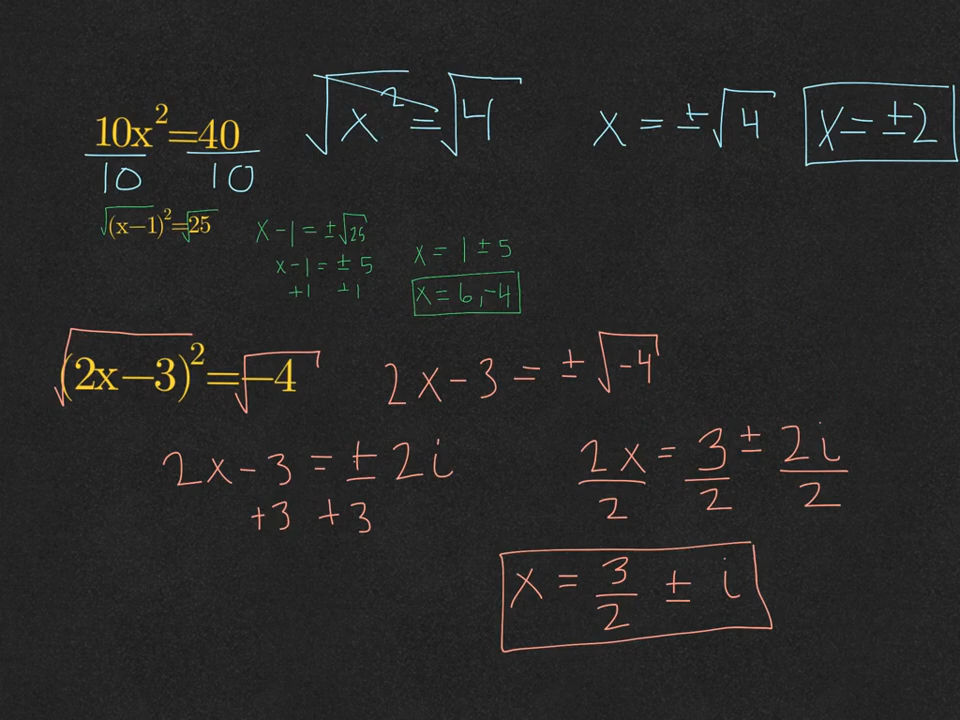 10x²=40
10 10
√x² = √4
x = ±√4
x = ±2
√(x−1)²=√25
x−1 = ±√25
x−1 = ± 5
+1 ±1
x = 1 ± 5
x = 6, −4
√(2x−3)²=√−4
2x−3 = ±√−4
2x−3 = ± 2i
+3 +3
2x/2 = 3/2 ± 2i/2
x = 3/2 ± i